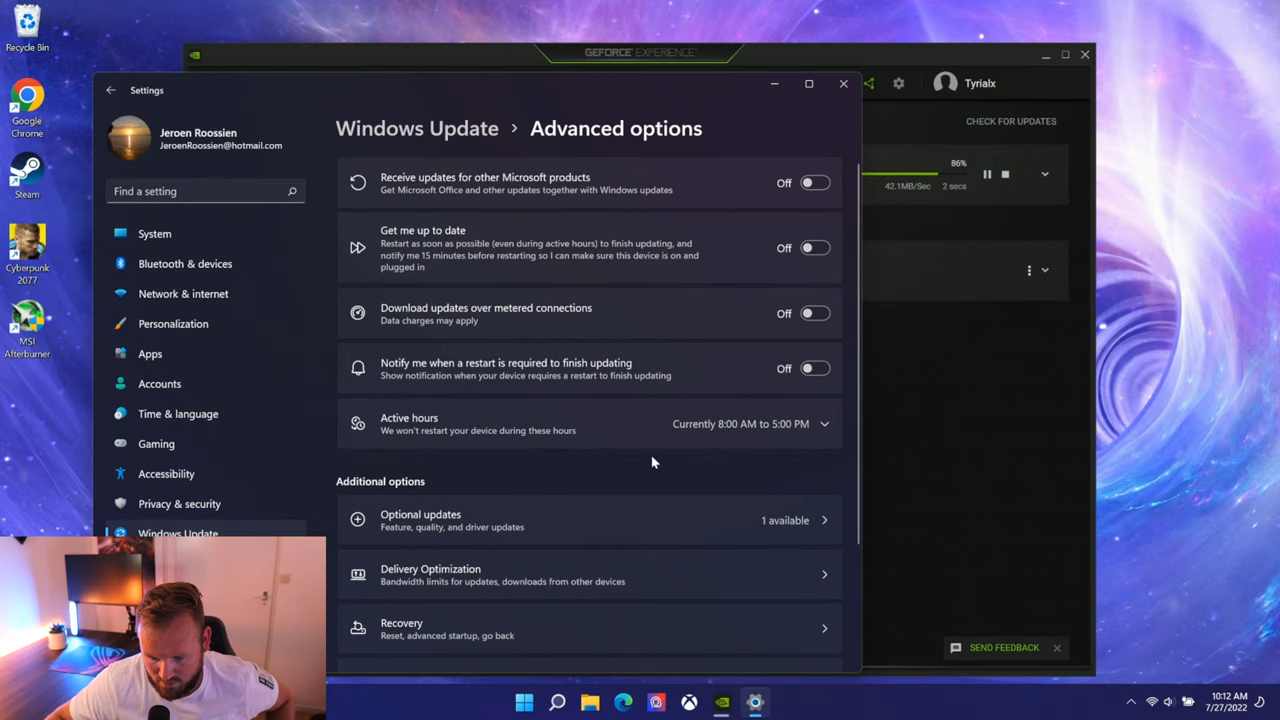 Recycle Bin
Google
Chrome
Steam
Cyberpunk
2077
MSI
Afterburner
GEFORCE EXPERIENCE
Tyrialx
CHECK FOR UPDATES
86%
42.1MB/Sec 2 secs
SEND FEEDBACK
Settings
Jeroen Roossien
JeroenRoossien@hotmail.com
Find a setting
System
Bluetooth & devices
Network & internet
Personalization
Apps
Accounts
Time & language
Gaming
Accessibility
Privacy & security
Windows Update
Windows Update > Advanced options
Receive updates for other Microsoft products
Get Microsoft Office and other updates together with Windows updates
Off
Get me up to date
Restart as soon as possible (even during active hours) to finish updating, and
notify me 15 minutes before restarting so I can make sure this device is on and
plugged in
Off
Download updates over metered connections
Data charges may apply
Off
Notify me when a restart is required to finish updating
Show notification when your device requires a restart to finish updating
Off
Active hours
We won't restart your device during these hours
Currently 8:00 AM to 5:00 PM
Additional options
Optional updates
Feature, quality, and driver updates
1 available
Delivery Optimization
Bandwidth limits for updates, downloads from other devices
Recovery
Reset, advanced startup, go back
10:12 AM
7/27/2022